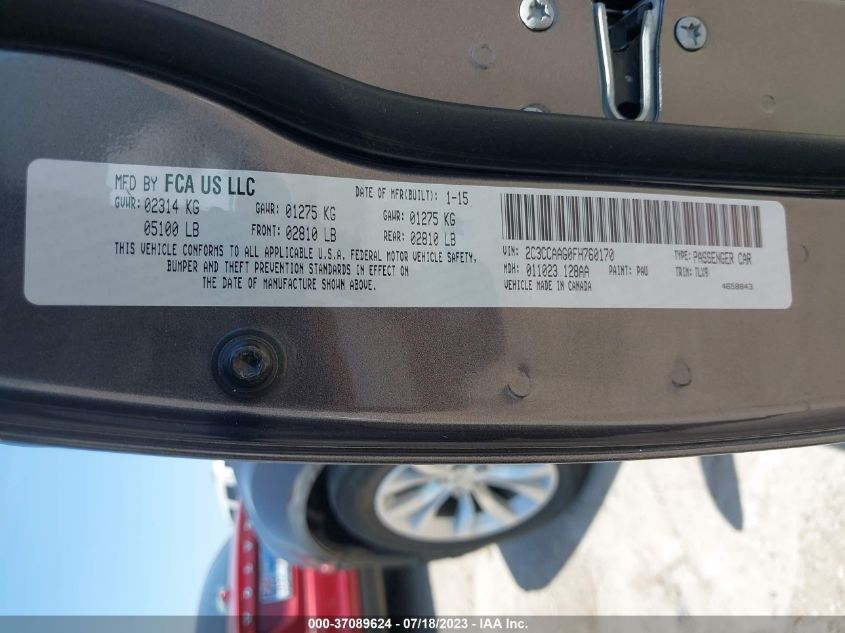 MFD BY FCA US LLC
DATE OF MFR(BUILT): 1-15
GVWR: 02314 KG
GAWR: 01275 KG
GAWR: 01275 KG
05100 LB
FRONT: 02810 LB
REAR: 02810 LB
THIS VEHICLE CONFORMS TO ALL APPLICABLE U.S.A. FEDERAL MOTOR VEHICLE SAFETY,
BUMPER AND THEFT PREVENTION STANDARDS IN EFFECT ON
THE DATE OF MANUFACTURE SHOWN ABOVE.
VIN: 2C3CCAAG0FH760170
TYPE: PASSENGER CAR
MDH: 011023 128AA
PAINT: PAU
TRIM: TLX9
VEHICLE MADE IN CANADA
4658843
000-37089624 - 07/18/2023 - IAA Inc.